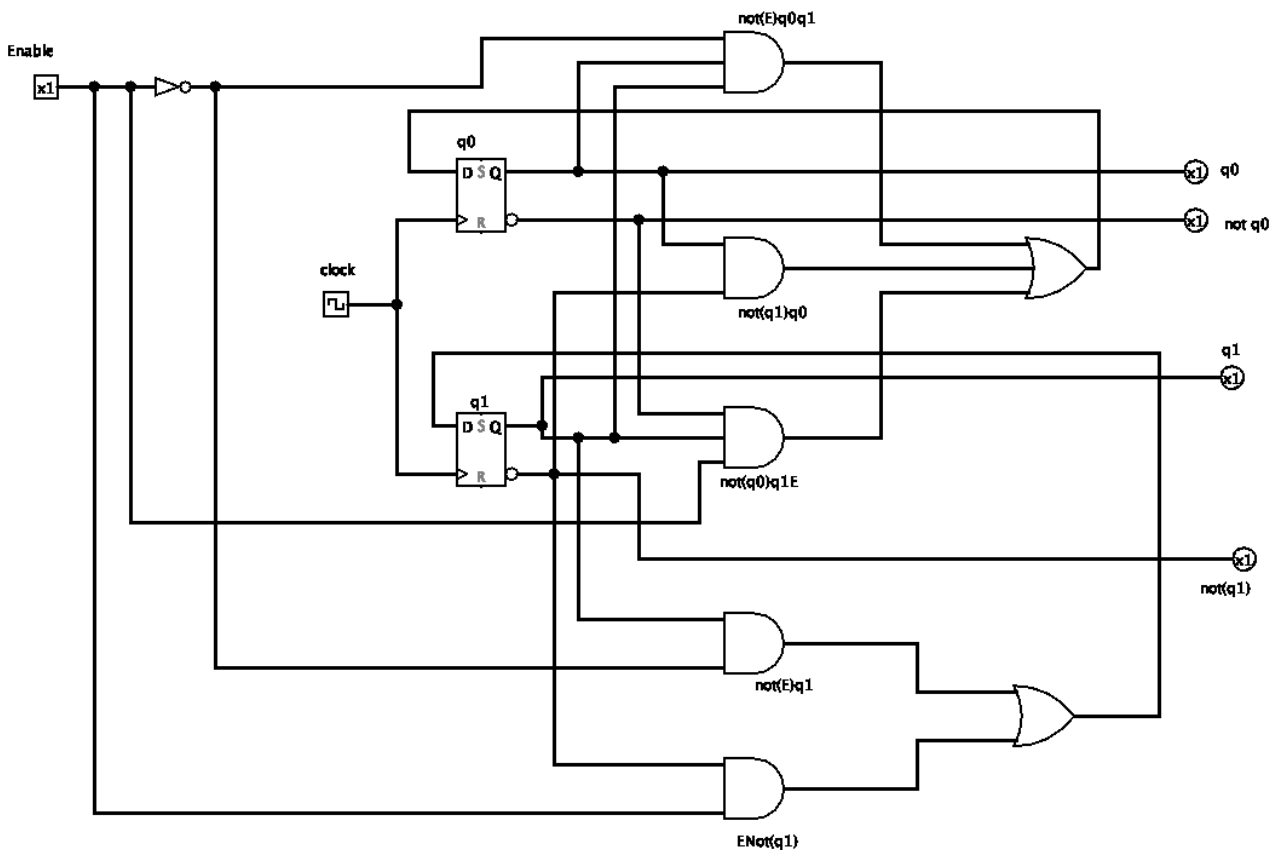 not(E)q0q1
Enable
x1
q0
D S Q
R
x1 q0
x1 not q0
clock
not(q1)q0
q1
x1
q1
D S Q
R
not(q0)q1E
x1
not(q1)
not(E)q1
ENot(q1)